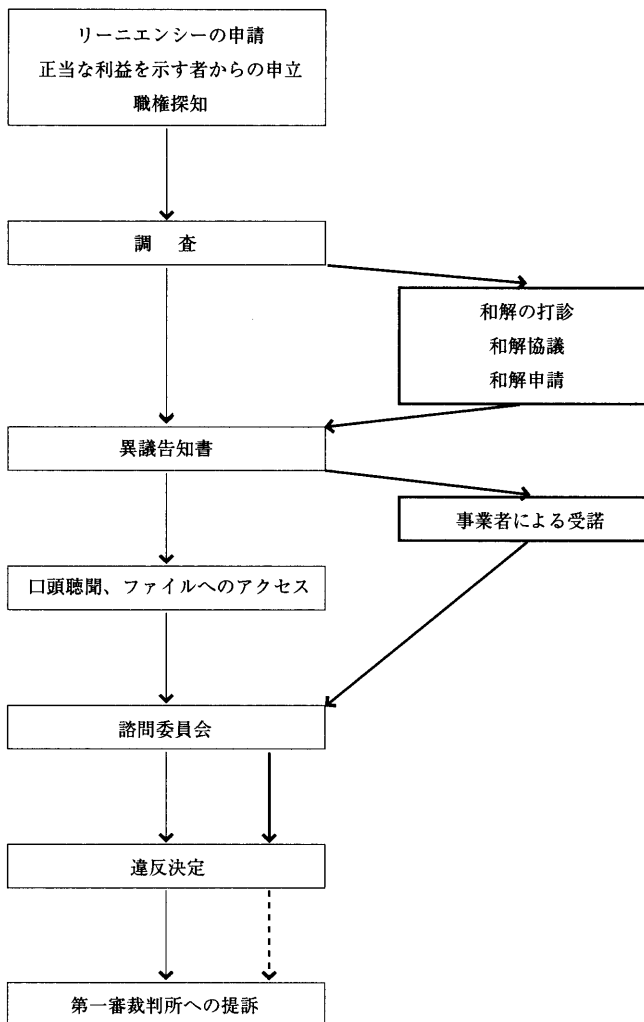 リーニエンシーの申請
正当な利益を示す者からの申立
職権探知
調　査
和解の打診
和解協議
和解申請
異議告知書
事業者による受諾
口頭聴聞、ファイルへのアクセス
諮問委員会
違反決定
第一審裁判所への提訴